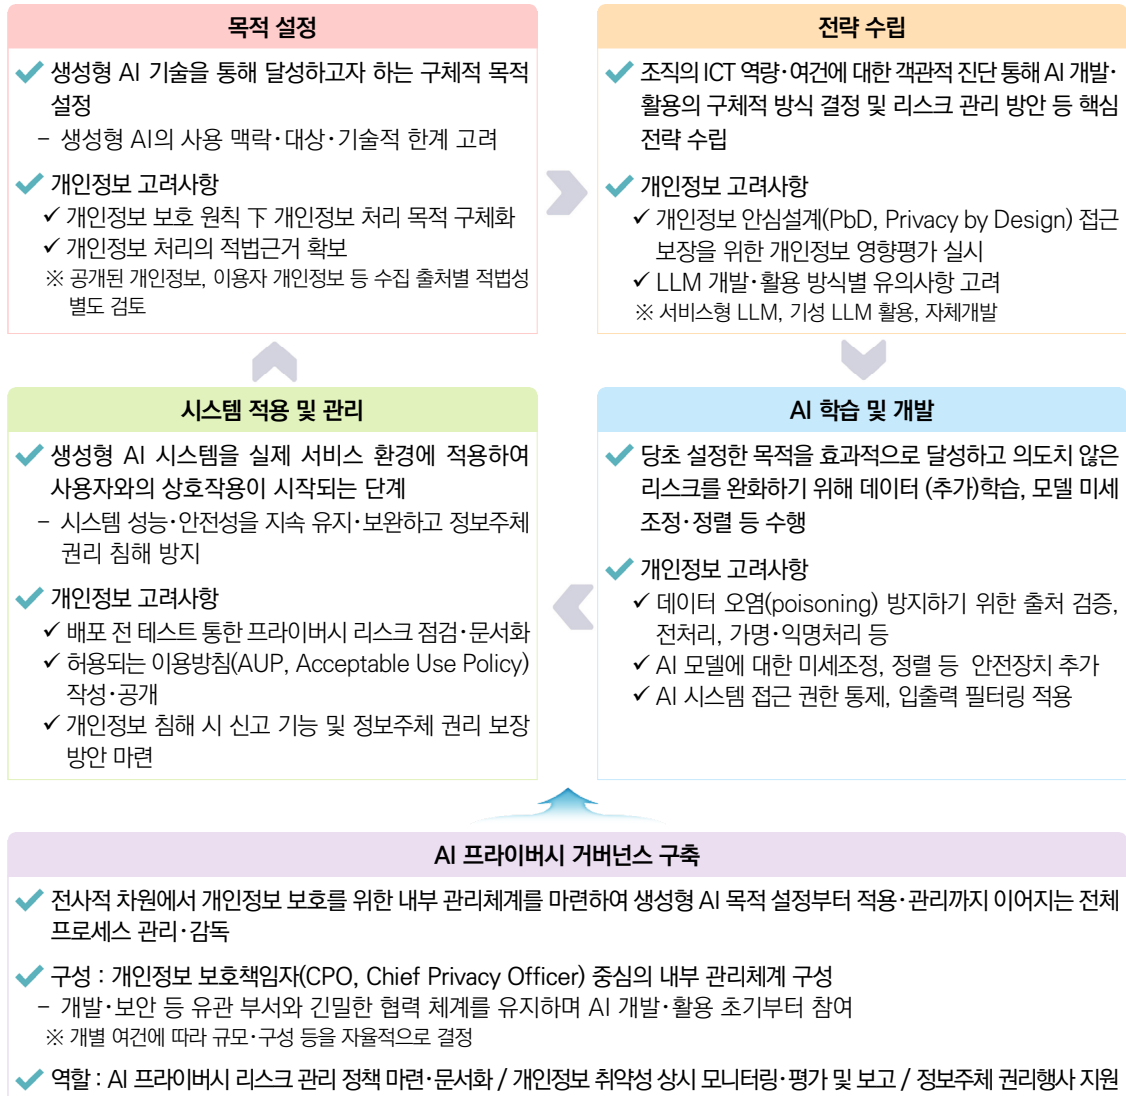 목적 설정
✔ 생성형 AI 기술을 통해 달성하고자 하는 구체적 목적
설정
- 생성형 AI의 사용 맥락·대상·기술적 한계 고려
✔ 개인정보 고려사항
✓ 개인정보 보호 원칙 下 개인정보 처리 목적 구체화
✓ 개인정보 처리의 적법근거 확보
※ 공개된 개인정보, 이용자 개인정보 등 수집 출처별 적법성
별도 검토
전략 수립
✔ 조직의 ICT 역량·여건에 대한 객관적 진단 통해 AI 개발·
활용의 구체적 방식 결정 및 리스크 관리 방안 등 핵심
전략 수립
✔ 개인정보 고려사항
✓ 개인정보 안심설계(PbD, Privacy by Design) 접근
보장을 위한 개인정보 영향평가 실시
✓ LLM 개발·활용 방식별 유의사항 고려
※ 서비스형 LLM, 기성 LLM 활용, 자체개발
시스템 적용 및 관리
✔ 생성형 AI 시스템을 실제 서비스 환경에 적용하여
사용자와의 상호작용이 시작되는 단계
- 시스템 성능·안전성을 지속 유지·보완하고 정보주체
권리 침해 방지
✔ 개인정보 고려사항
✓ 배포 전 테스트 통한 프라이버시 리스크 점검·문서화
✓ 허용되는 이용방침(AUP, Acceptable Use Policy)
작성·공개
✓ 개인정보 침해 시 신고 기능 및 정보주체 권리 보장
방안 마련
AI 학습 및 개발
✔ 당초 설정한 목적을 효과적으로 달성하고 의도치 않은
리스크를 완화하기 위해 데이터 (추가)학습, 모델 미세
조정·정렬 등 수행
✔ 개인정보 고려사항
✓ 데이터 오염(poisoning) 방지하기 위한 출처 검증,
전처리, 가명·익명처리 등
✓ AI 모델에 대한 미세조정, 정렬 등 안전장치 추가
✓ AI 시스템 접근 권한 통제, 입출력 필터링 적용
AI 프라이버시 거버넌스 구축
✔ 전사적 차원에서 개인정보 보호를 위한 내부 관리체계를 마련하여 생성형 AI 목적 설정부터 적용·관리까지 이어지는 전체
프로세스 관리·감독
✔ 구성 : 개인정보 보호책임자(CPO, Chief Privacy Officer) 중심의 내부 관리체계 구성
- 개발·보안 등 유관 부서와 긴밀한 협력 체계를 유지하며 AI 개발·활용 초기부터 참여
※ 개별 여건에 따라 규모·구성 등을 자율적으로 결정
✔ 역할 : AI 프라이버시 리스크 관리 정책 마련·문서화 / 개인정보 취약성 상시 모니터링·평가 및 보고 / 정보주체 권리행사 지원